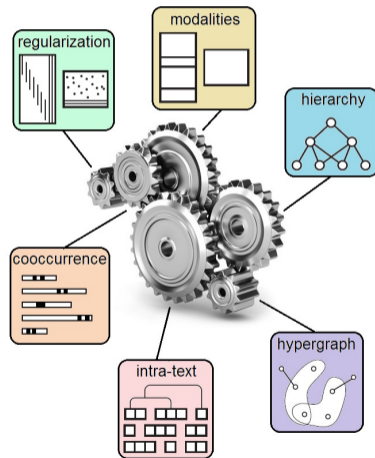 modalities
regularization
hierarchy
cooccurrence
hypergraph
intra-text